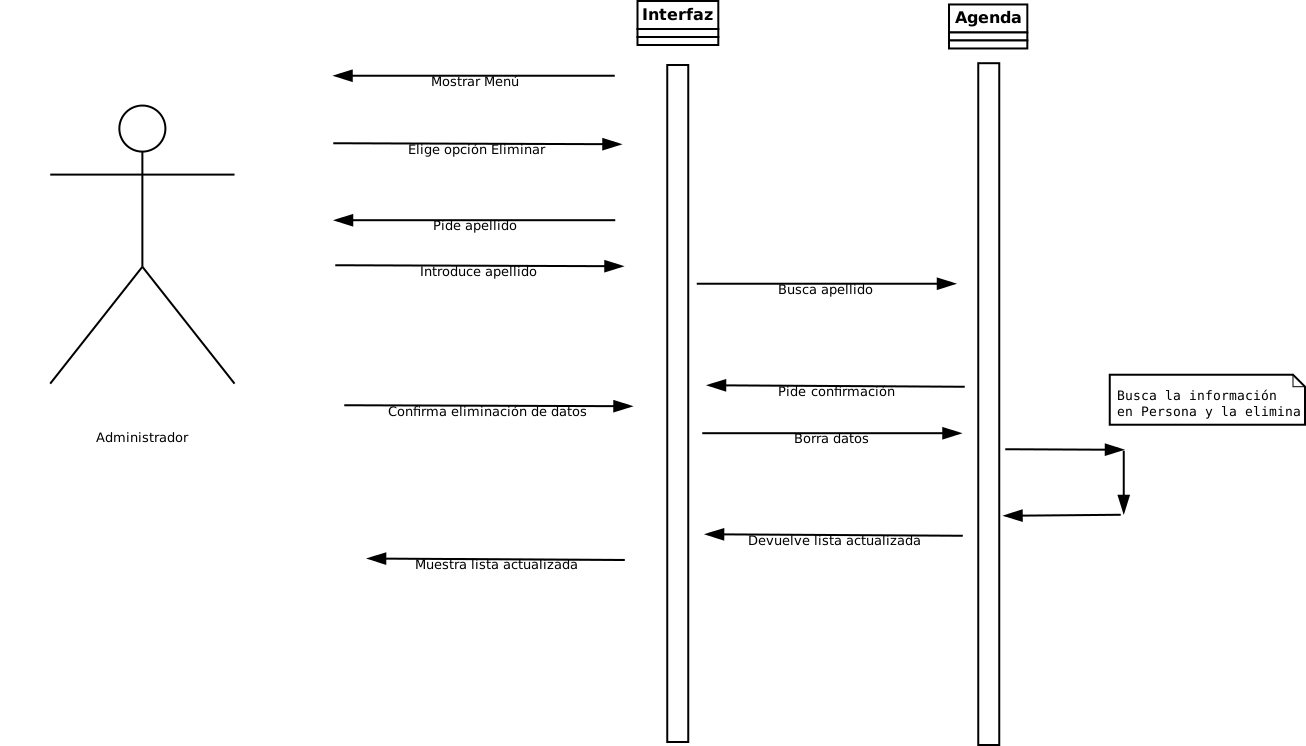 Interfaz
Agenda
Mostrar Menú
Elige opción Eliminar
Pide apellido
Introduce apellido
Busca apellido
Pide confirmación
Busca la información
en Persona y la elimina
Confirma eliminación de datos
Administrador
Borra datos
Devuelve lista actualizada
Muestra lista actualizada